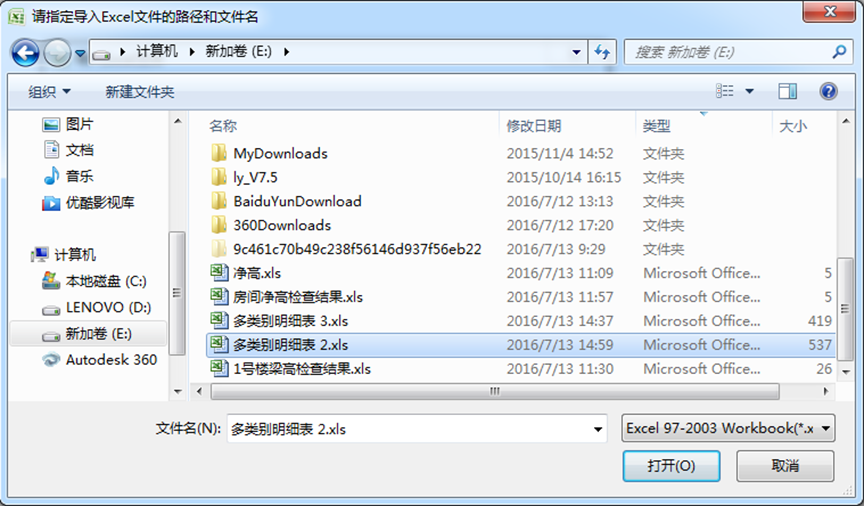 请指定导入Excel文件的路径和文件名
计算机 新加卷 (E:)
搜索 新加卷 (E:)
组织 新建文件夹
名称 修改日期 类型 大小
图片
文档
音乐
优酷影视库
计算机
本地磁盘 (C:)
LENOVO (D:)
新加卷 (E:)
Autodesk 360
MyDownloads 2015/11/4 14:52 文件夹
ly_V7.5 2015/10/14 16:15 文件夹
BaiduYunDownload 2016/7/12 13:13 文件夹
360Downloads 2016/7/12 17:20 文件夹
9c461c70b49c238f56146d937f56eb22 2016/7/13 9:29 文件夹
净高.xls 2016/7/13 11:09 Microsoft Office... 5
房间净高检查结果.xls 2016/7/13 11:57 Microsoft Office... 5
多类别明细表 3.xls 2016/7/13 14:37 Microsoft Office... 419
多类别明细表 2.xls 2016/7/13 14:59 Microsoft Office... 537
1号楼梁高检查结果.xls 2016/7/13 11:30 Microsoft Office... 26
文件名(N): 多类别明细表 2.xls Excel 97-2003 Workbook(*.x
打开(O) 取消